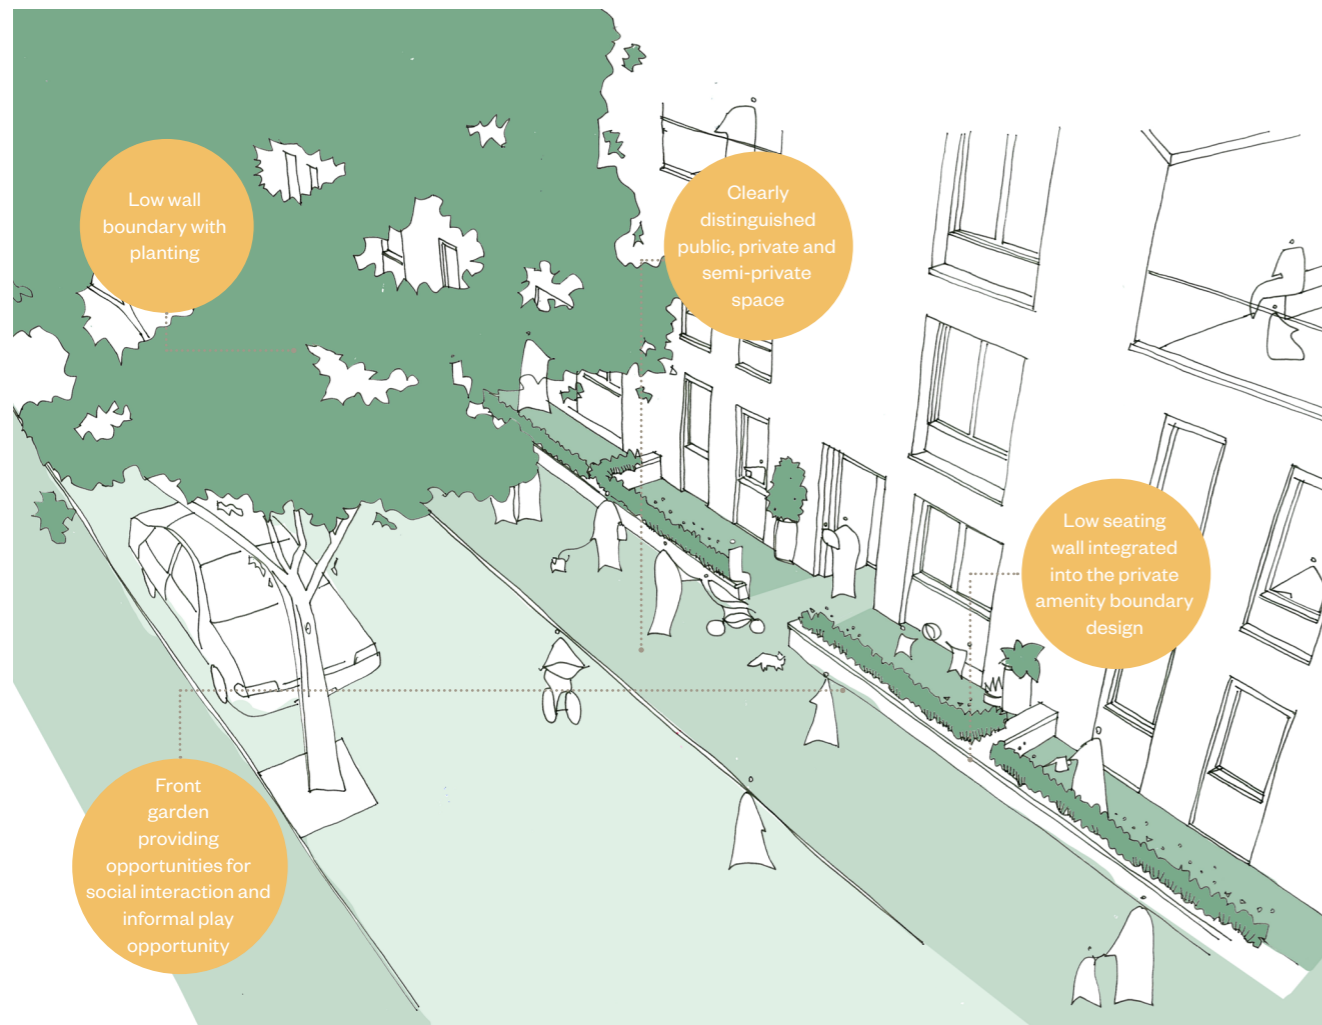 Low wall
boundary with
planting
Clearly
distinguished
public, private and
semi-private
space
Low seating
wall integrated
into the private
amenity boundary
design
Front
garden
providing
opportunities for
social interaction and
informal play
opportunity